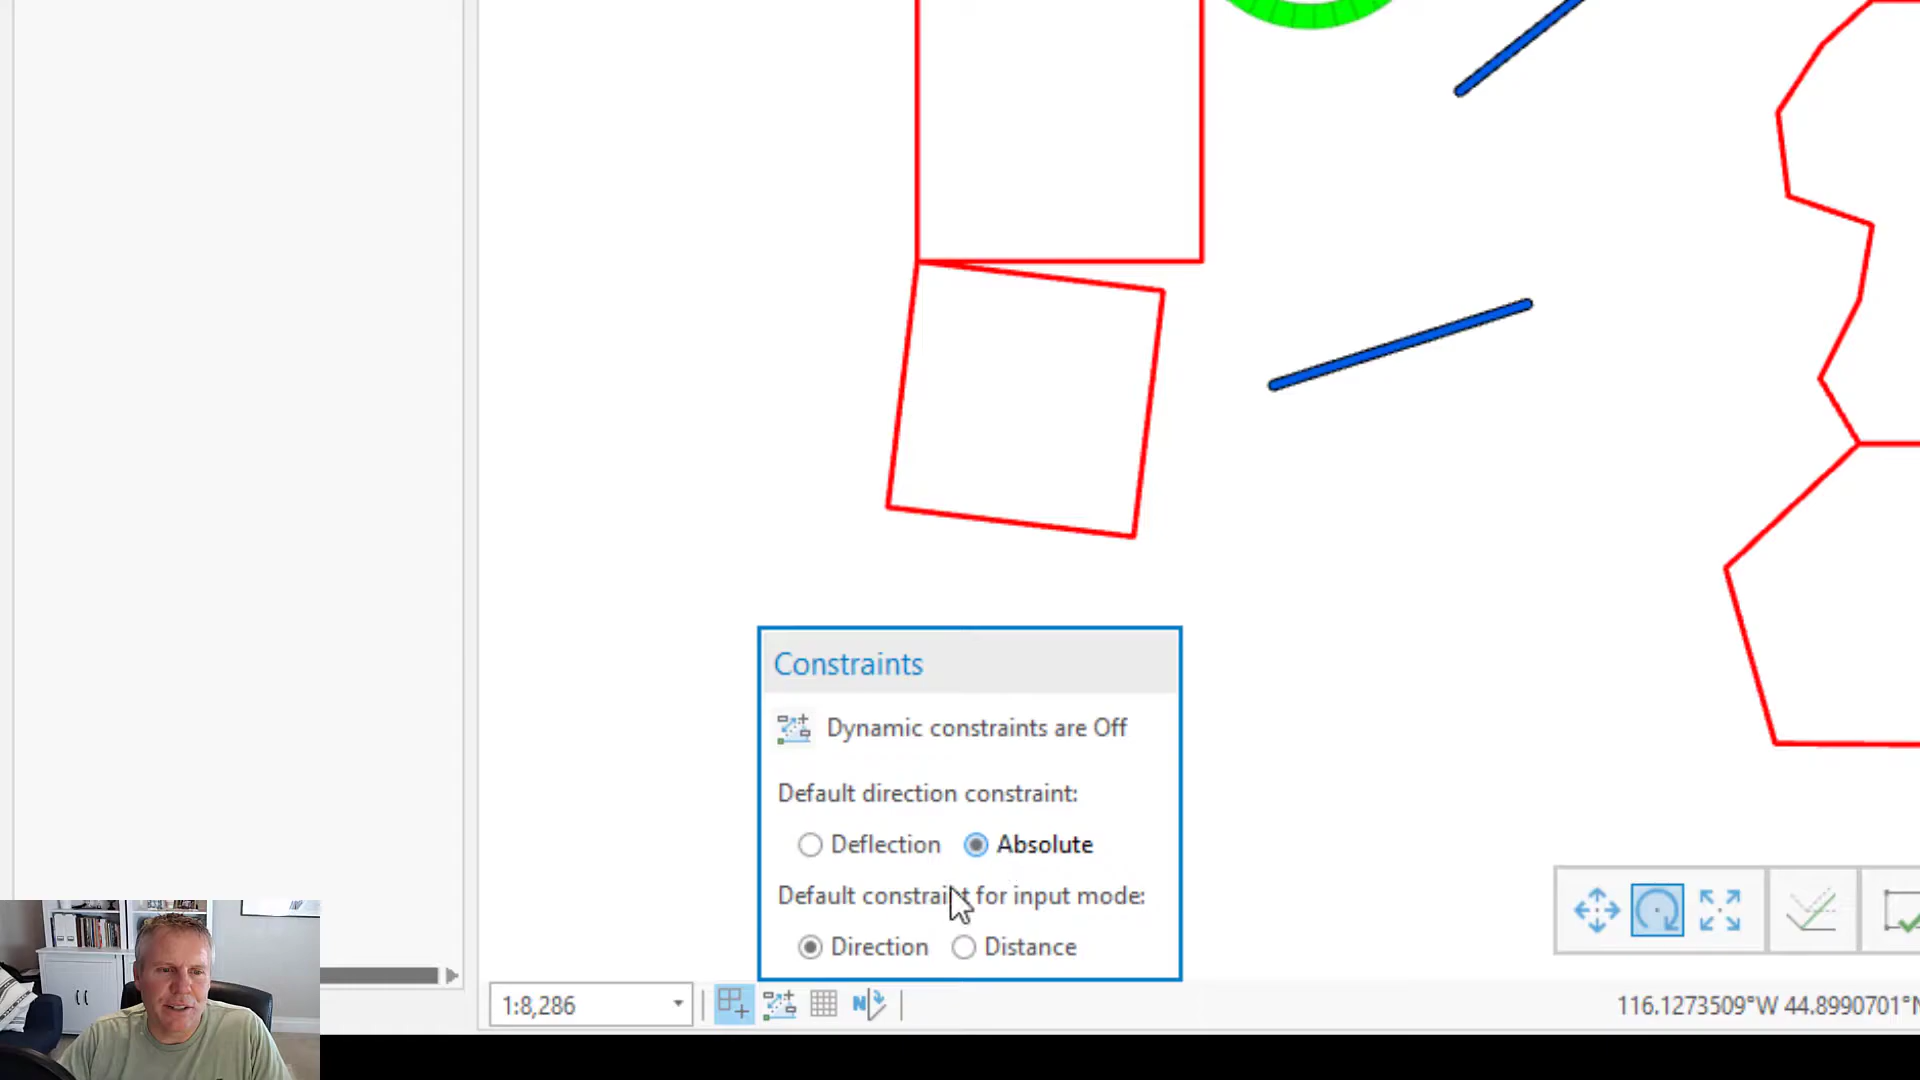 Constraints
Dynamic constraints are Off
Default direction constraint:
Deflection Absolute
Default constraint for input mode:
Direction Distance
1:8,286
N
116.1273509°W 44.8990701°N